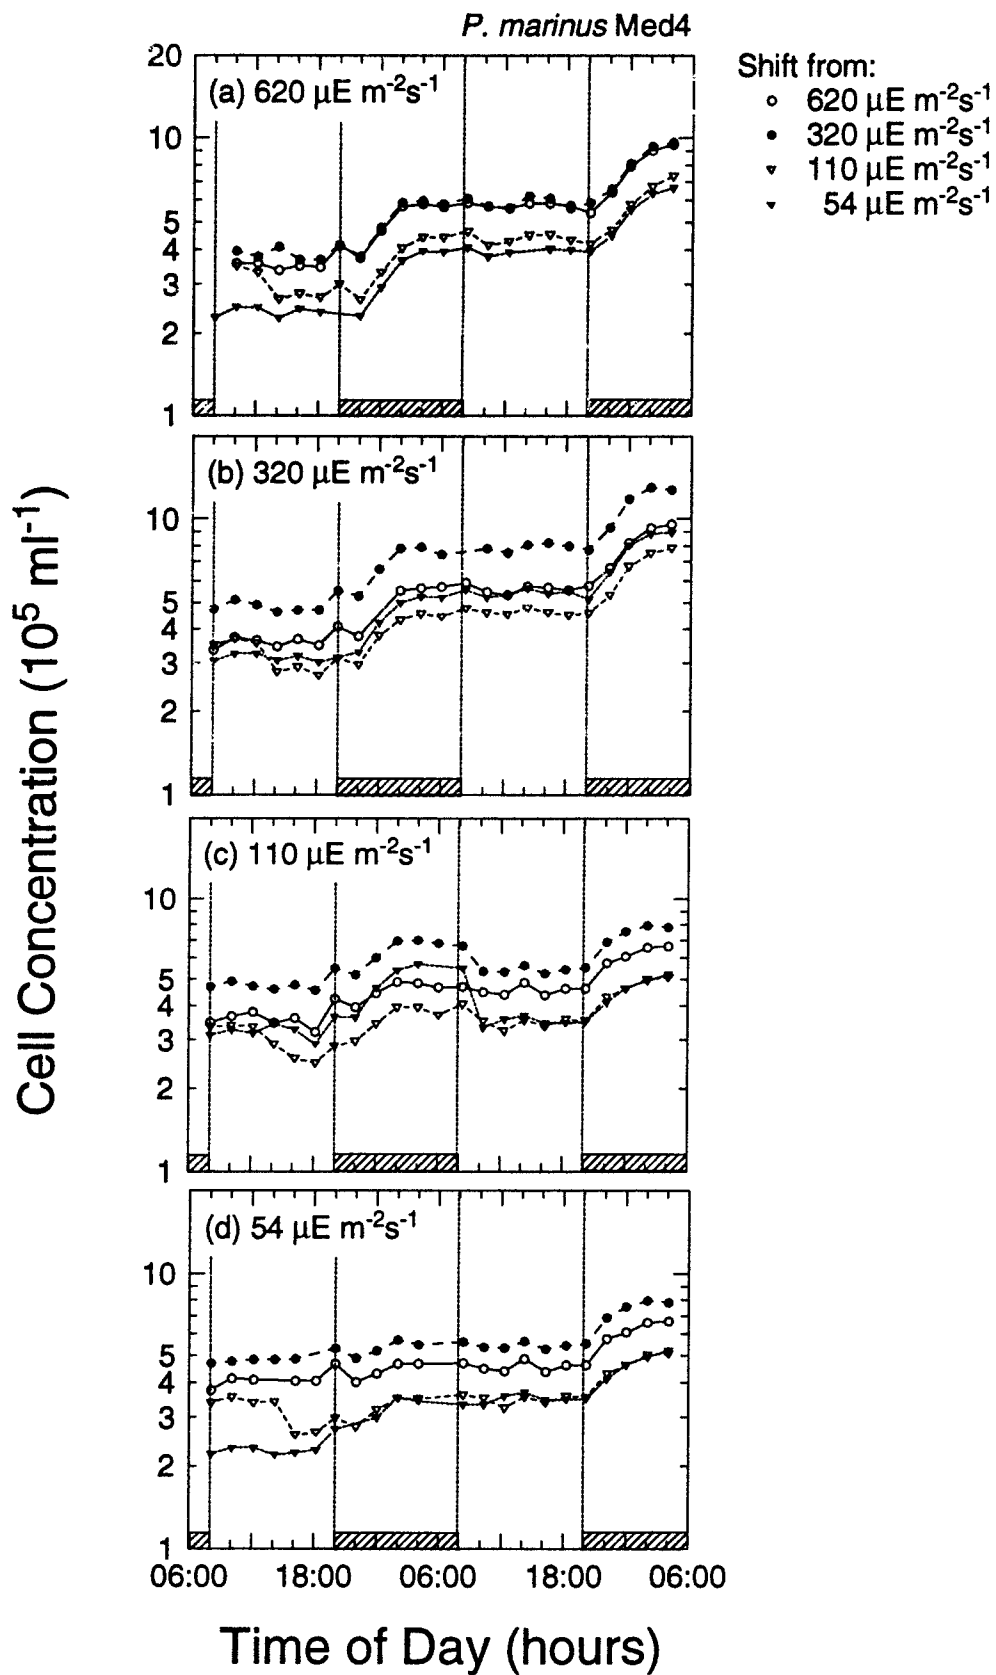 P. marinus Med4
Shift from:
620 µE m-2s-1
320 µE m-2s-1
110 µE m-2s-1
54 µE m-2s-1
(a) 620 µE m-2s-1
20
10
5
4
3
2
1
(b) 320 µE m-2s-1
10
5
4
3
2
1
(c) 110 µE m-2s-1
10
5
4
3
2
1
(d) 54 µE m-2s-1
10
5
4
3
2
1
06:00 18:00 06:00 18:00 06:00
Time of Day (hours)
Cell Concentration (10⁵ ml⁻¹)